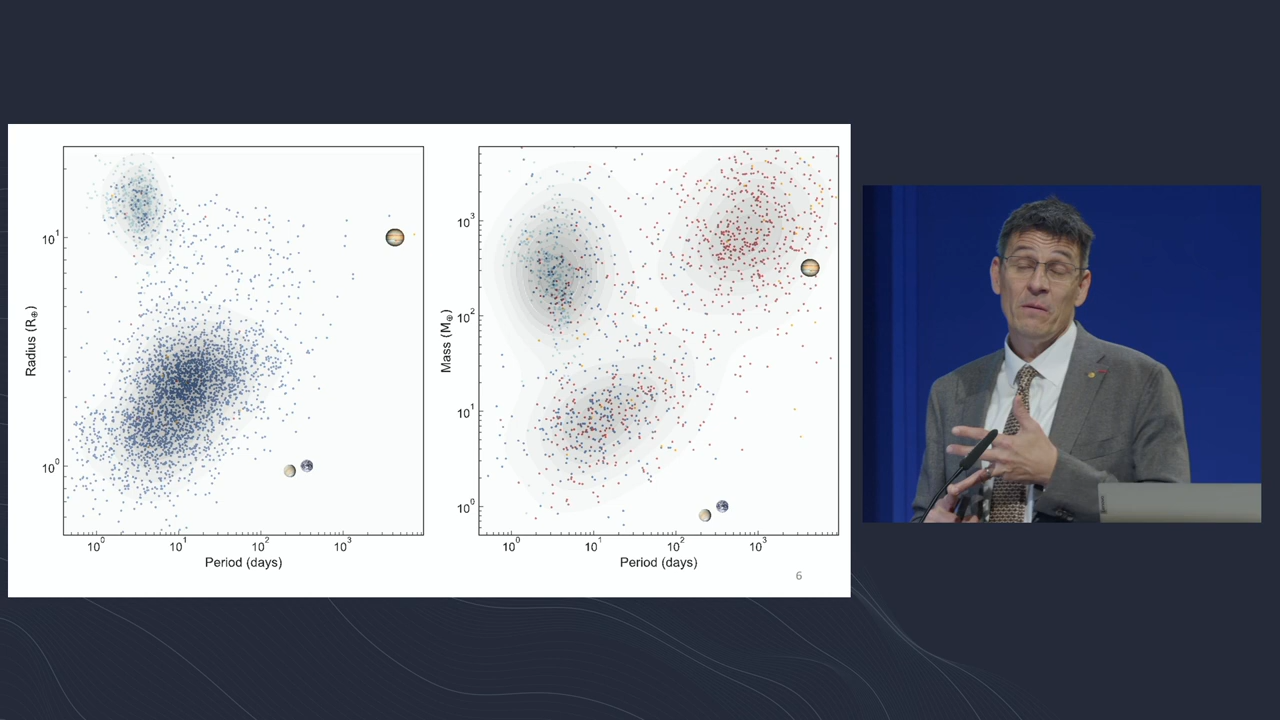 10¹
10⁰
Radius (R⊕)
10⁰ 10¹ 10² 10³
Period (days)
10³
10²
10¹
10⁰
Mass (M⊕)
10⁰ 10¹ 10² 10³
Period (days)
6